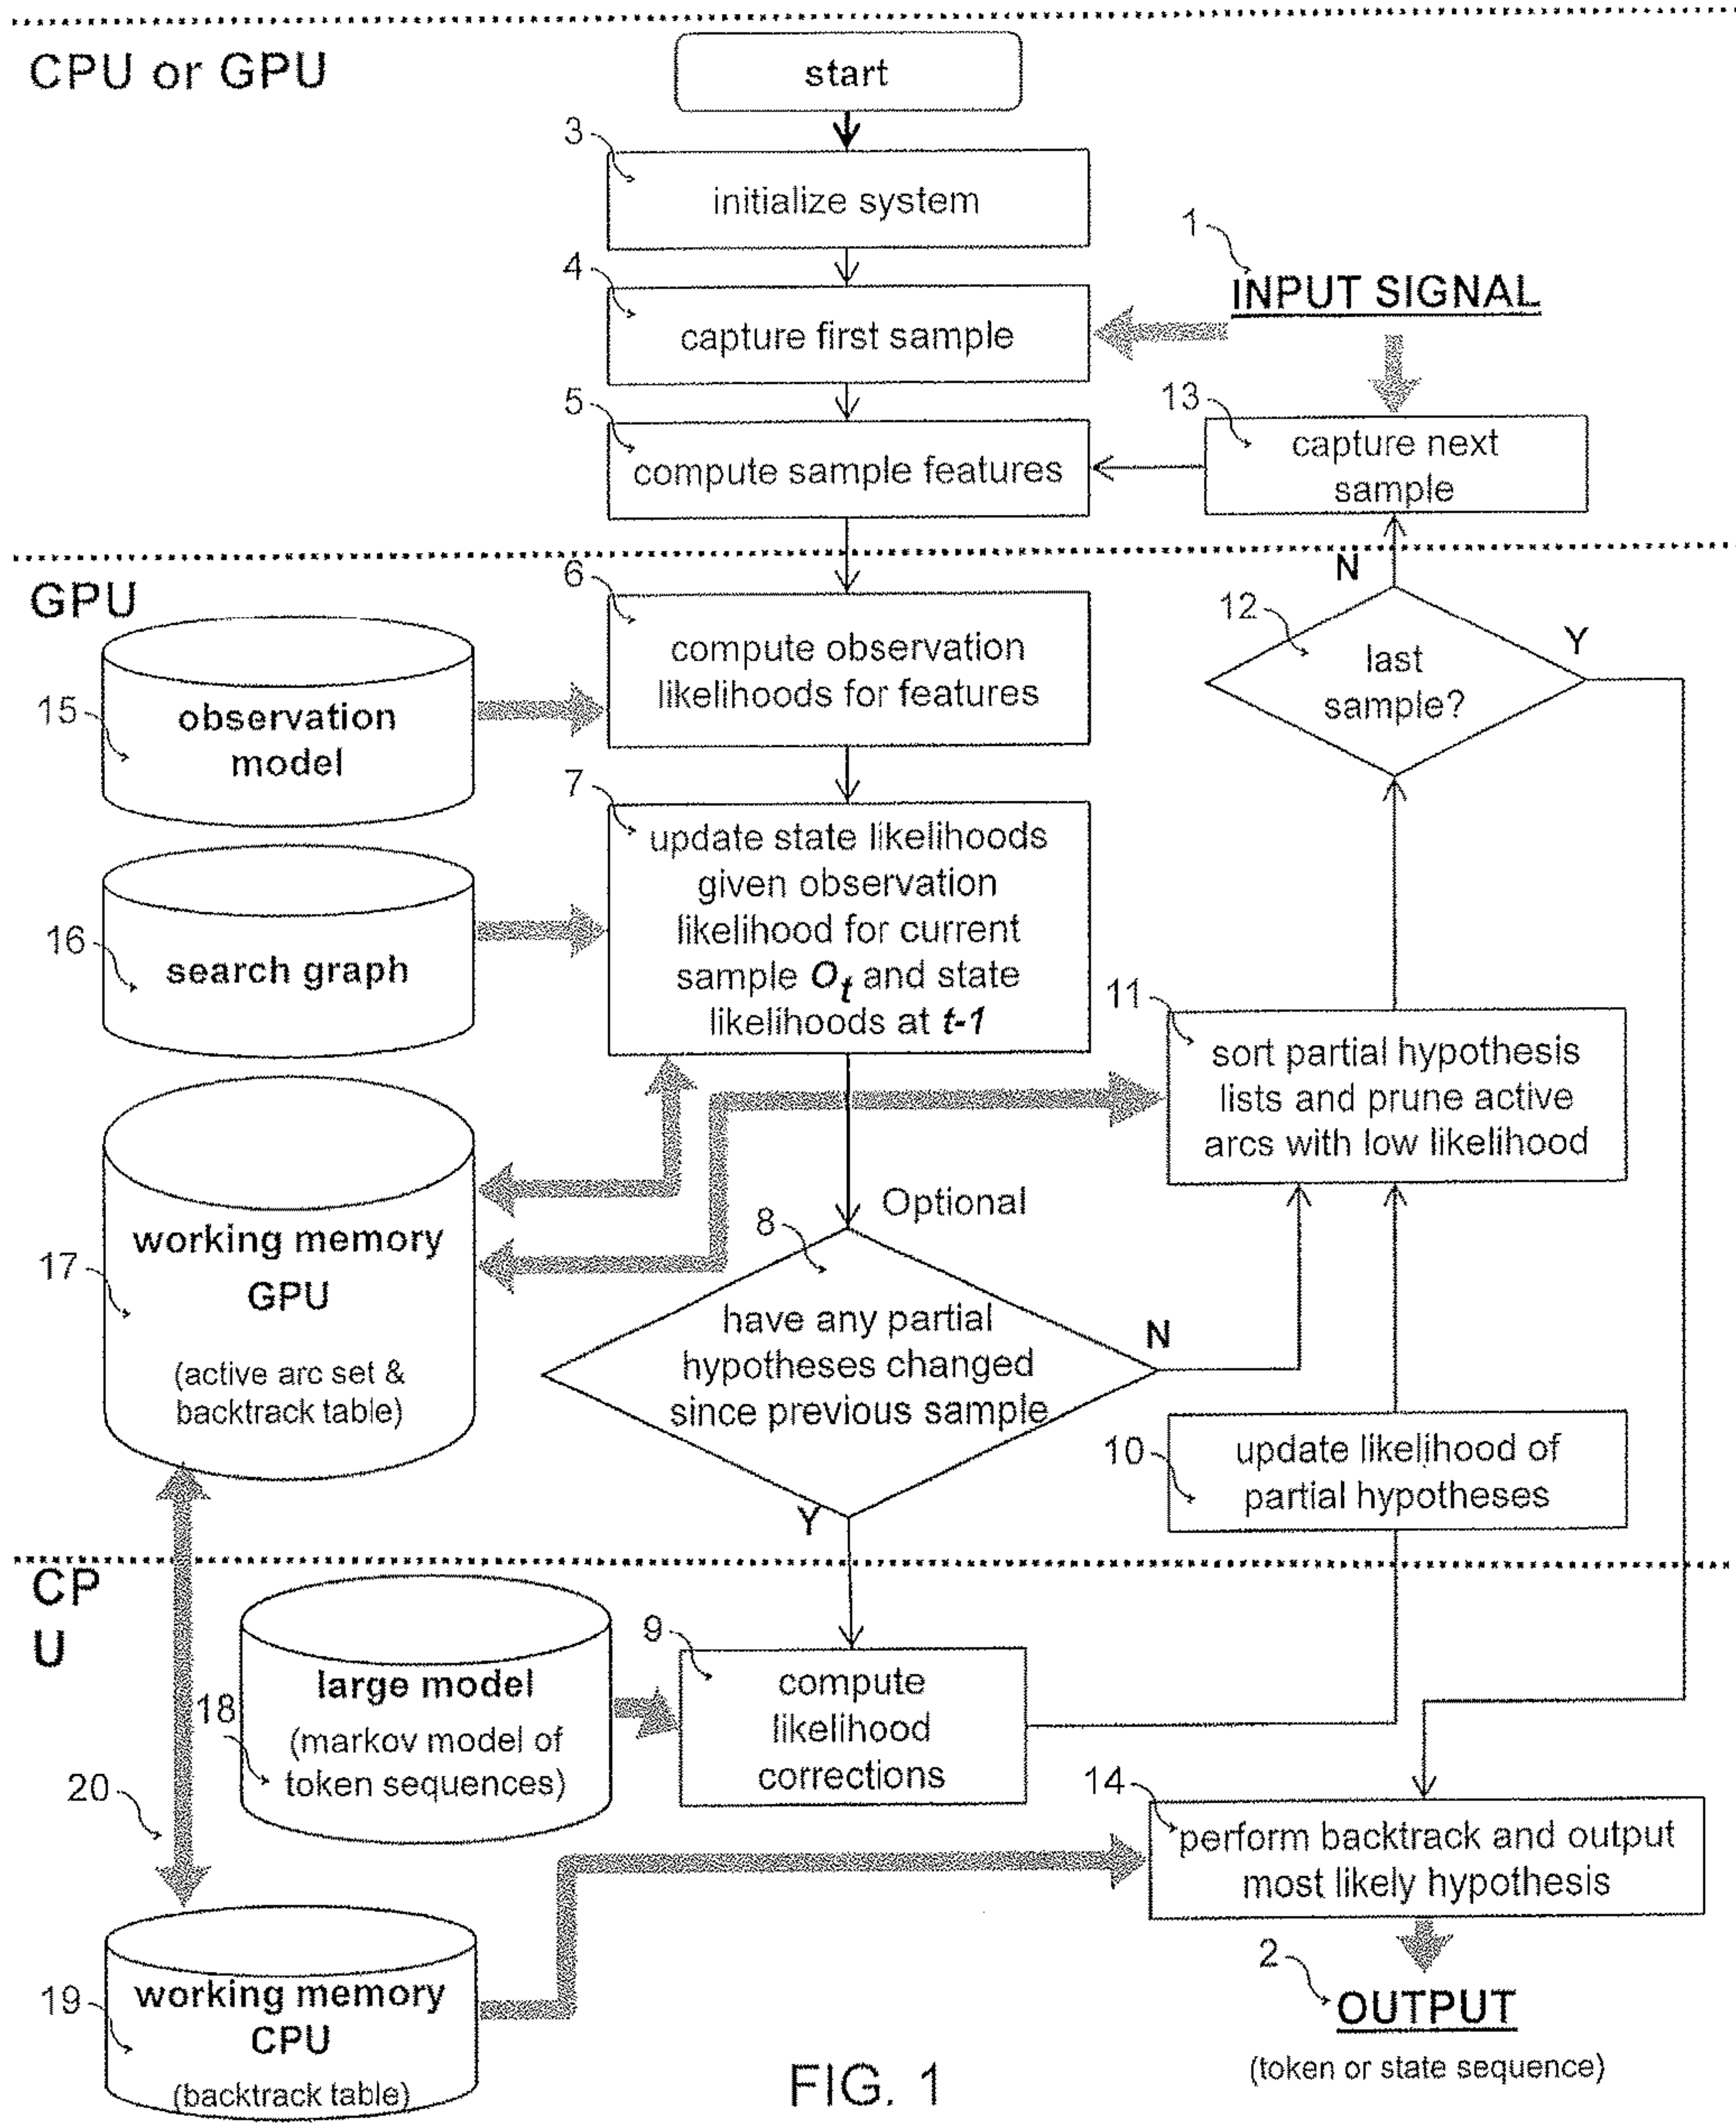 CPU or GPU
start
3
initialize system
1
INPUT SIGNAL
4
capture first sample
5
compute sample features
13
capture next
sample
GPU
6
compute observation
likelihoods for features
N
12
last
sample?
Y
15
observation
model
7
update state likelihoods
given observation
likelihood for current
sample Ot and state
likelihoods at t-1
16
search graph
11
sort partial hypothesis
lists and prune active
arcs with low likelihood
17
working memory
GPU
(active arc set &
backtrack table)
Optional
8
have any partial
hypotheses changed
since previous sample
N
Y
10
update likelihood of
partial hypotheses
CP
U
18
large model
(markov model of
token sequences)
9
compute
likelihood
corrections
20
14
perform backtrack and output
most likely hypothesis
19
working memory
CPU
(backtrack table)
2
OUTPUT
(token or state sequence)
FIG. 1